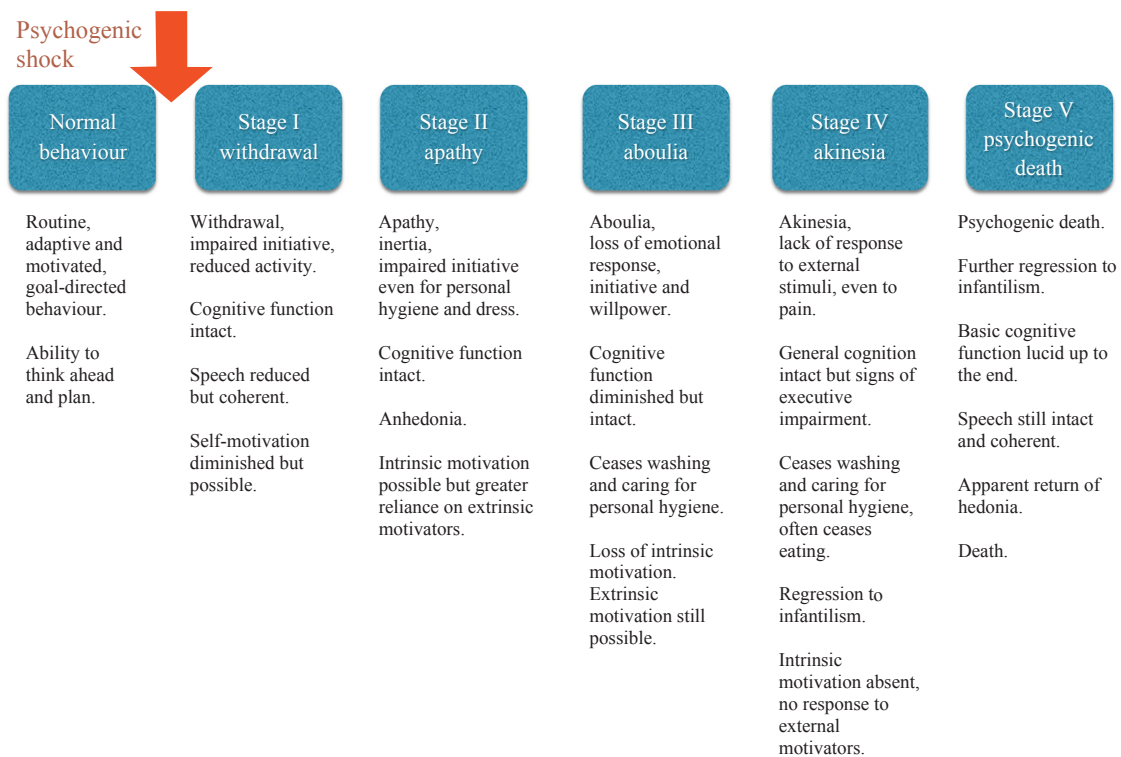 Psychogenic
shock
Normal
behaviour
Stage I
withdrawal
Stage II
apathy
Stage III
aboulia
Stage IV
akinesia
Stage V
psychogenic
death
Routine,
adaptive and
motivated,
goal-directed
behaviour.
Ability to
think ahead
and plan.
Withdrawal,
impaired initiative,
reduced activity.
Cognitive function
intact.
Speech reduced
but coherent.
Self-motivation
diminished but
possible.
Apathy,
inertia,
impaired initiative
even for personal
hygiene and dress.
Cognitive function
intact.
Anhedonia.
Intrinsic motivation
possible but greater
reliance on extrinsic
motivators.
Aboulia,
loss of emotional
response,
initiative and
willpower.
Cognitive
function
diminished but
intact.
Ceases washing
and caring for
personal hygiene.
Loss of intrinsic
motivation.
Extrinsic
motivation still
possible.
Akinesia,
lack of response
to external
stimuli, even to
pain.
General cognition
intact but signs of
executive
impairment.
Ceases washing
and caring for
personal hygiene,
often ceases
eating.
Regression to
infantilism.
Intrinsic
motivation absent,
no response to
external
motivators.
Psychogenic death.
Further regression to
infantilism.
Basic cognitive
function lucid up to
the end.
Speech still intact
and coherent.
Apparent return of
hedonia.
Death.